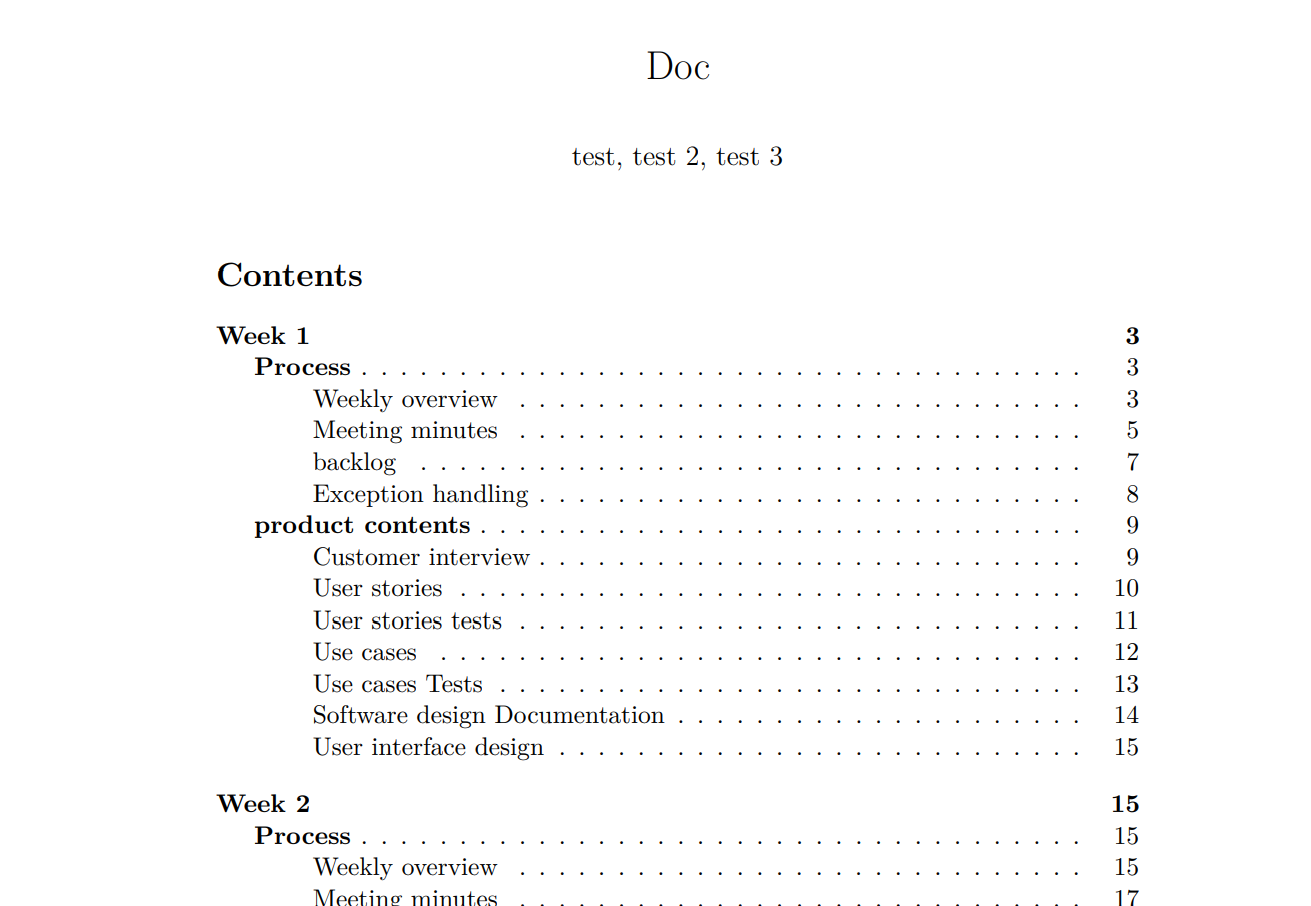 Doc
test, test 2, test 3
Contents
Week 1 3
Process . . . . . . . . . . . . . . . . . . . . . . . . . . . . . . . . . . . . . 3
Weekly overview . . . . . . . . . . . . . . . . . . . . . . . . . . . . . 3
Meeting minutes . . . . . . . . . . . . . . . . . . . . . . . . . . . . . 5
backlog . . . . . . . . . . . . . . . . . . . . . . . . . . . . . . . . . . 7
Exception handling . . . . . . . . . . . . . . . . . . . . . . . . . . . . 8
product contents . . . . . . . . . . . . . . . . . . . . . . . . . . . . . . . 9
Customer interview . . . . . . . . . . . . . . . . . . . . . . . . . . . . 9
User stories . . . . . . . . . . . . . . . . . . . . . . . . . . . . . . . . 10
User stories tests . . . . . . . . . . . . . . . . . . . . . . . . . . . . . 11
Use cases . . . . . . . . . . . . . . . . . . . . . . . . . . . . . . . . . 12
Use cases Tests . . . . . . . . . . . . . . . . . . . . . . . . . . . . . . 13
Software design Documentation . . . . . . . . . . . . . . . . . . . . . 14
User interface design . . . . . . . . . . . . . . . . . . . . . . . . . . . 15
Week 2 15
Process . . . . . . . . . . . . . . . . . . . . . . . . . . . . . . . . . . . . . 15
Weekly overview . . . . . . . . . . . . . . . . . . . . . . . . . . . . . 15
Meeting minutes . . . . . . . . . . . . . . . . . . . . . . . . . . . . . 17